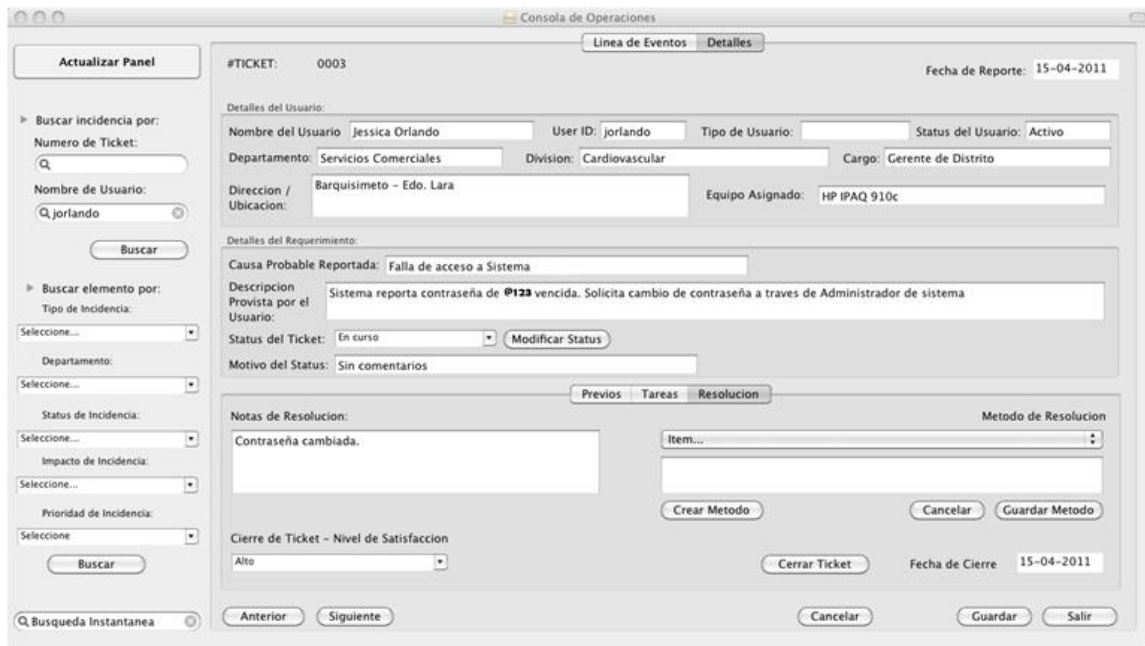 Consola de Operaciones
Linea de Eventos Detalles
Actualizar Panel
#TICKET: 0003
Fecha de Reporte: 15-04-2011
Buscar incidencia por:
Numero de Ticket:
Nombre de Usuario:
jorlando
Buscar
Buscar elemento por:
Tipo de Incidencia:
Seleccione...
Departamento:
Seleccione...
Status de Incidencia:
Seleccione...
Impacto de Incidencia:
Seleccione...
Prioridad de Incidencia:
Seleccione
Buscar
Busqueda Instantanea
Detalles del Usuario:
Nombre del Usuario Jessica Orlando User ID: jorlando Tipo de Usuario: Status del Usuario: Activo
Departamento: Servicios Comerciales Division: Cardiovascular Cargo: Gerente de Distrito
Direccion / Ubicacion: Barquisimeto - Edo. Lara Equipo Asignado: HP IPAQ 910c
Detalles del Requerimiento:
Causa Probable Reportada: Falla de acceso a Sistema
Descripcion Provista por el Usuario: Sistema reporta contraseña de @123 vencida. Solicita cambio de contraseña a traves de Administrador de sistema
Status del Ticket: En curso Modificar Status
Motivo del Status: Sin comentarios
Previos Tareas Resolucion
Notas de Resolucion: Metodo de Resolucion
Contraseña cambiada. Item...
Crear Metodo Cancelar Guardar Metodo
Cierre de Ticket - Nivel de Satisfaccion
Alto Cerrar Ticket Fecha de Cierre 15-04-2011
Anterior Siguiente Cancelar Guardar Salir